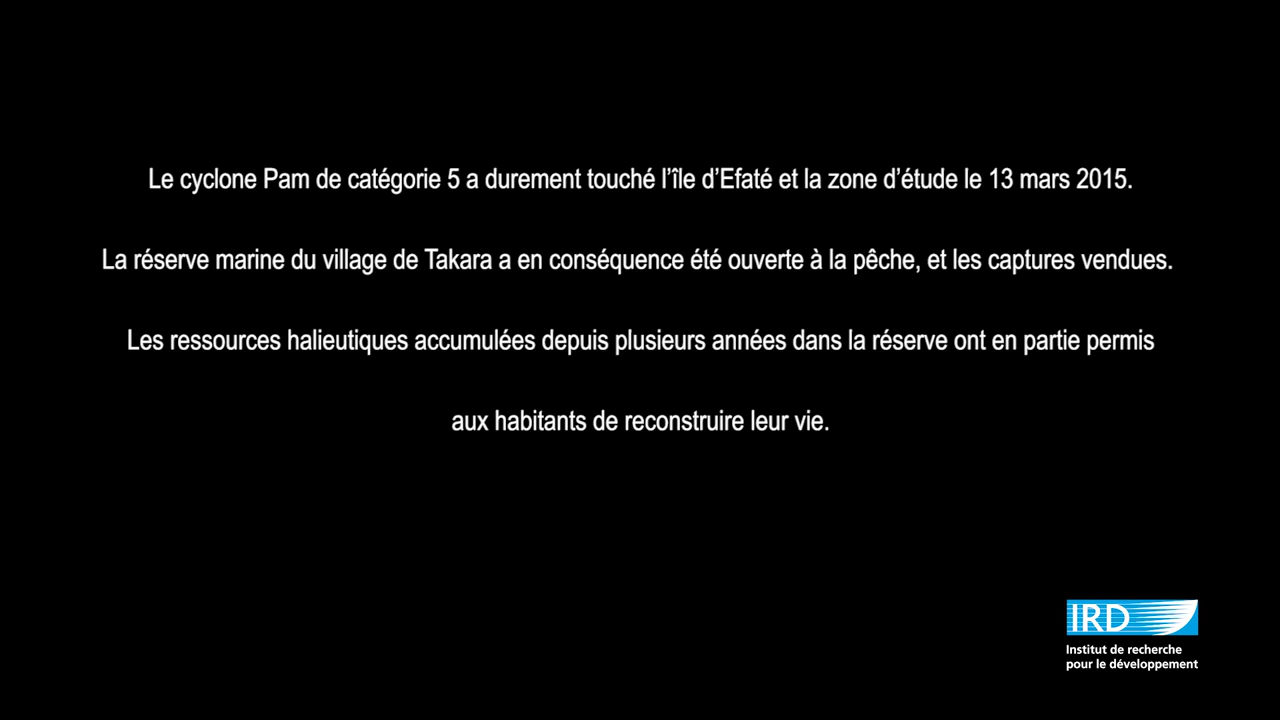 Le cyclone Pam de catégorie 5 a durement touché l’île d’Efaté et la zone d’étude le 13 mars 2015.
La réserve marine du village de Takara a en conséquence été ouverte à la pêche, et les captures vendues.
Les ressources halieutiques accumulées depuis plusieurs années dans la réserve ont en partie permis
aux habitants de reconstruire leur vie.
IRD
Institut de recherche
pour le développement